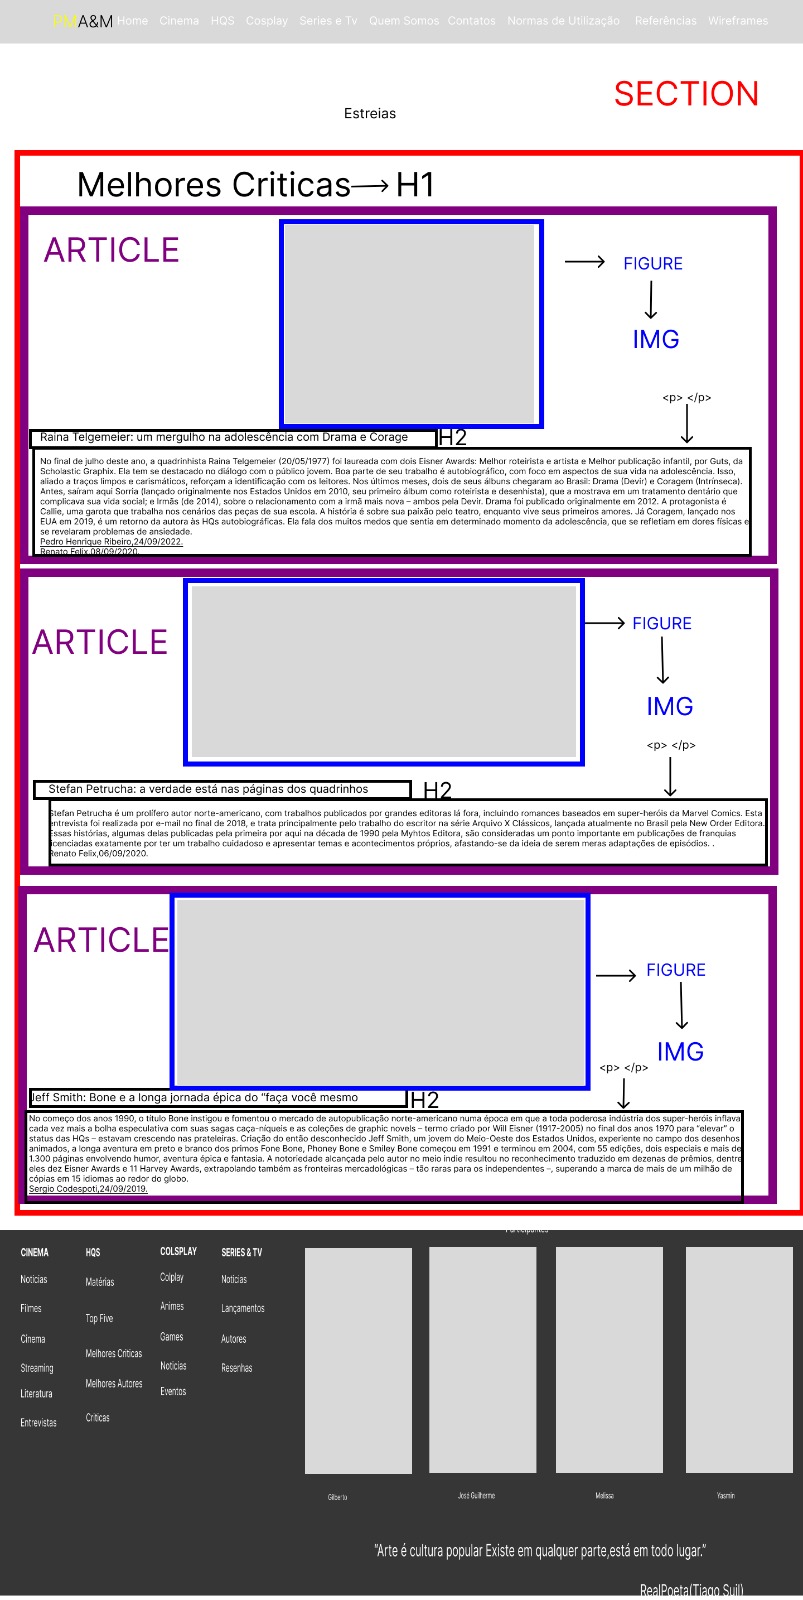 PMA&M Home Cinema HQS Cosplay Series e Tv Quem Somos Contatos Normas de Utilização Referências Wireframes
SECTION
Estreias
Melhores Criticas H1
ARTICLE
FIGURE
IMG
<p> </p>
Raina Telgemeier: um mergulho na adolescência com Drama e Corage H2
No final de julho deste ano, a quadrinhista Raina Telgemeier (20/05/1977) foi laureada com dois Eisner Awards: Melhor roteirista e artista e Melhor publicação infantil, por Guts, da
Scholastic Graphix. Ela tem se destacado no diálogo com o público jovem. Boa parte de seu trabalho é autobiográfico, com foco em aspectos de sua vida na adolescência. Isso,
aliado a traços limpos e carismáticos, reforçam a identificação com os leitores. Nos últimos meses, dois de seus álbuns chegaram ao Brasil: Drama (Devir) e Coragem (Intrínseca).
Antes, saíram aqui Sorria (lançado originalmente nos Estados Unidos em 2010, seu primeiro álbum como roteirista e desenhista), que a mostrava em um tratamento dentário que
complicava sua vida social; e Irmãs (de 2014), sobre o relacionamento com a irmã mais nova – ambos pela Devir. Drama foi publicado originalmente em 2012. A protagonista é
Callie, uma garota que trabalha nos cenários das peças de sua escola. A história é sobre sua paixão pelo teatro, enquanto vive seus primeiros amores. Já Coragem, lançado nos
EUA em 2019, é um retorno da autora às HQs autobiográficas. Ela fala dos muitos medos que sentia em determinado momento da adolescência, que se refletiam em dores físicas e
se revelaram problemas de ansiedade.
Pedro Henrique Ribeiro,24/09/2022.
Renato Felix,08/09/2020.
ARTICLE
FIGURE
IMG
<p> </p>
Stefan Petrucha: a verdade está nas páginas dos quadrinhos H2
Stefan Petrucha é um prolífero autor norte-americano, com trabalhos publicados por grandes editoras lá fora, incluindo romances baseados em super-heróis da Marvel Comics. Esta
entrevista foi realizada por e-mail no final de 2018, e trata principalmente pelo trabalho do escritor na série Arquivo X Clássicos, lançada atualmente no Brasil pela New Order Editora.
Essas histórias, algumas delas publicadas pela primeira por aqui na década de 1990 pela Myhtos Editora, são consideradas um ponto importante em publicações de franquias
licenciadas exatamente por ter um trabalho cuidadoso e apresentar temas e acontecimentos próprios, afastando-se da ideia de serem meras adaptações de episódios. .
Renato Felix,06/09/2020.
ARTICLE
FIGURE
IMG
<p> </p>
Jeff Smith: Bone e a longa jornada épica do “faça você mesmo H2
No começo dos anos 1990, o título Bone instigou e fomentou o mercado de autopublicação norte-americano numa época em que a toda poderosa indústria dos super-heróis inflava
cada vez mais a bolha especulativa com suas sagas caça-níqueis e as coleções de graphic novels – termo criado por Will Eisner (1917-2005) no final dos anos 1970 para “elevar” o
status das HQs – estavam crescendo nas prateleiras. Criação do então desconhecido Jeff Smith, um jovem do Meio-Oeste dos Estados Unidos, experiente no campo dos desenhos
animados, a longa aventura em preto e branco dos primos Fone Bone, Phoney Bone e Smiley Bone começou em 1991 e terminou em 2004, com 55 edições, dois especiais e mais de
1.300 páginas envolvendo humor, aventura épica e fantasia. A notoriedade alcançada pelo autor no meio indie resultou no reconhecimento traduzido em dezenas de prêmios, dentre
eles dez Eisner Awards e 11 Harvey Awards, extrapolando também as fronteiras mercadológicas – tão raras para os independentes –, superando a marca de mais de um milhão de
cópias em 15 idiomas ao redor do globo.
Sergio Codespoti,24/09/2019.
Participantes
CINEMA
Noticias
Filmes
Cinema
Streaming
Literatura
Entrevistas
HQS
Matérias
Top Five
Melhores Criticas
Melhores Autores
Criticas
COLSPLAY
Colplay
Animes
Games
Noticias
Eventos
SERIES & TV
Noticias
Lançamentos
Autores
Resenhas
Gilberto José Guilherme Melissa Yasmin
“Arte é cultura popular Existe em qualquer parte,está em todo lugar.”
RealPoeta(Tiago Suil)